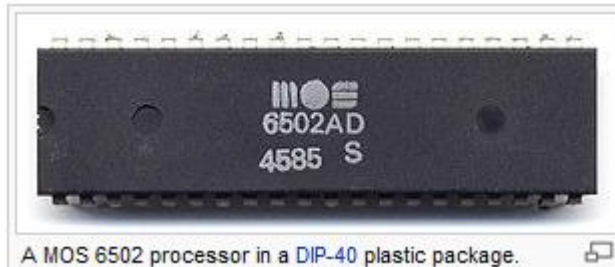 mos
6502AD
4585 S
A MOS 6502 processor in a DIP-40 plastic package.